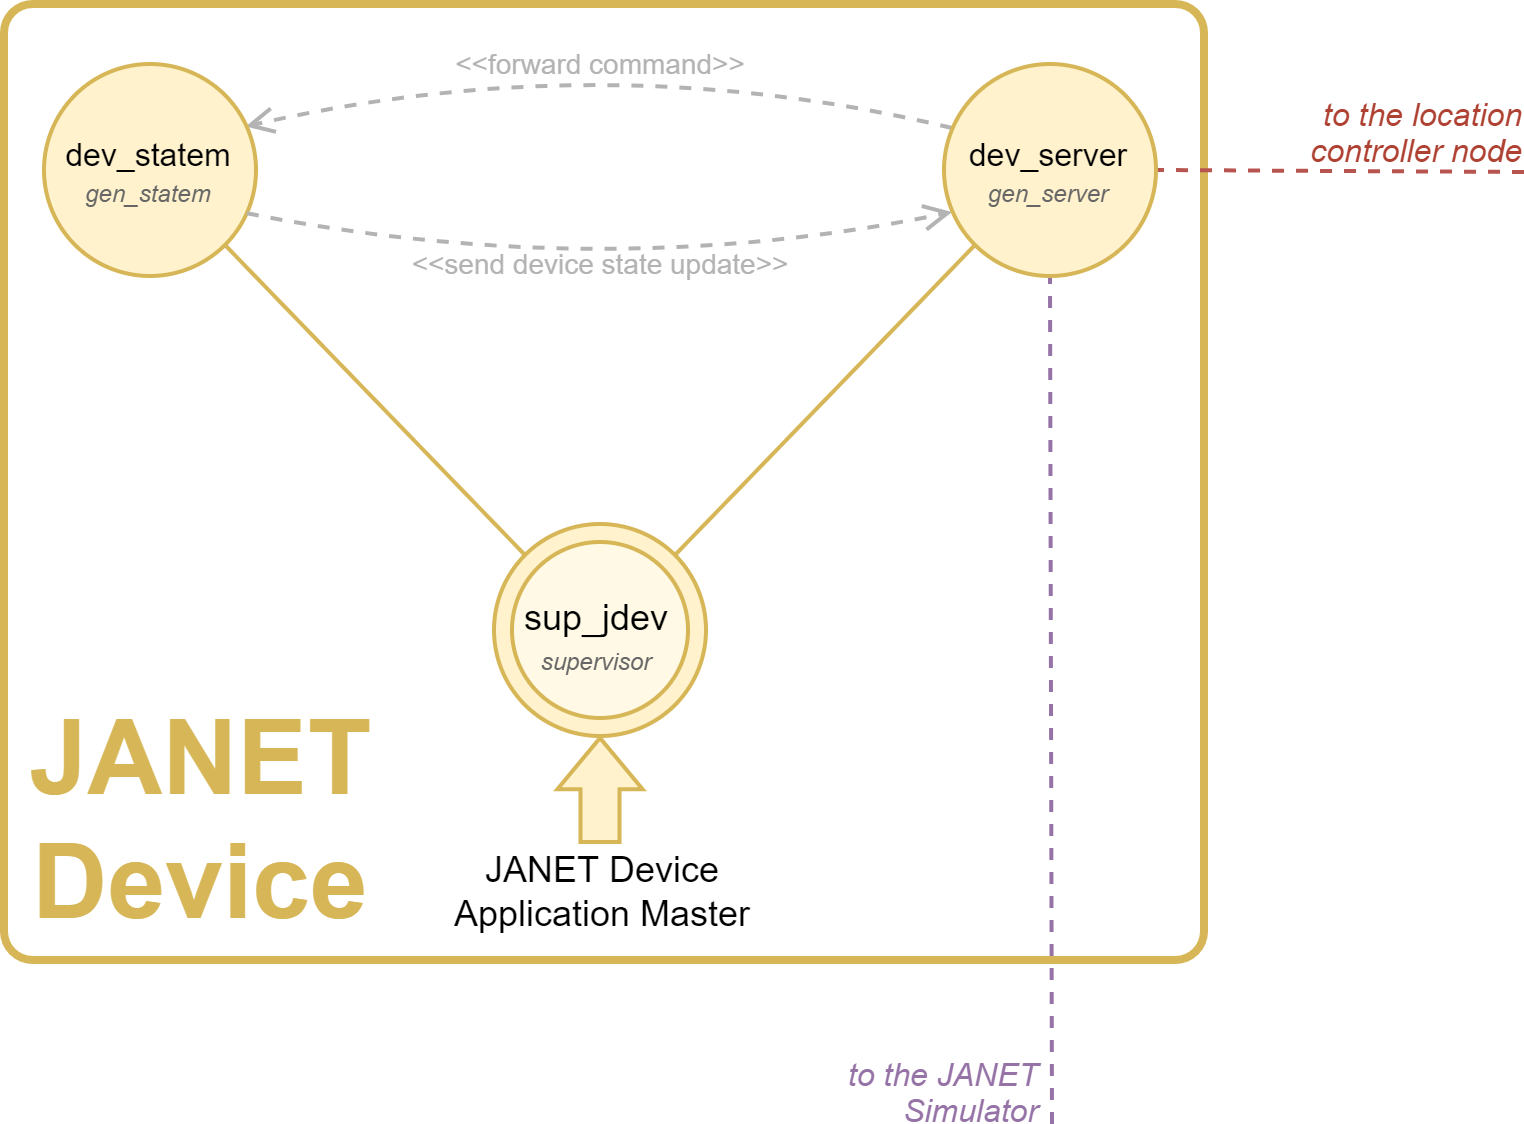 <<forward command>>
dev_statem
gen_statem
dev_server
gen_server
to the location
controller node
<<send device state update>>
sup_jdev
supervisor
JANET
Device
JANET Device
Application Master
to the JANET
Simulator